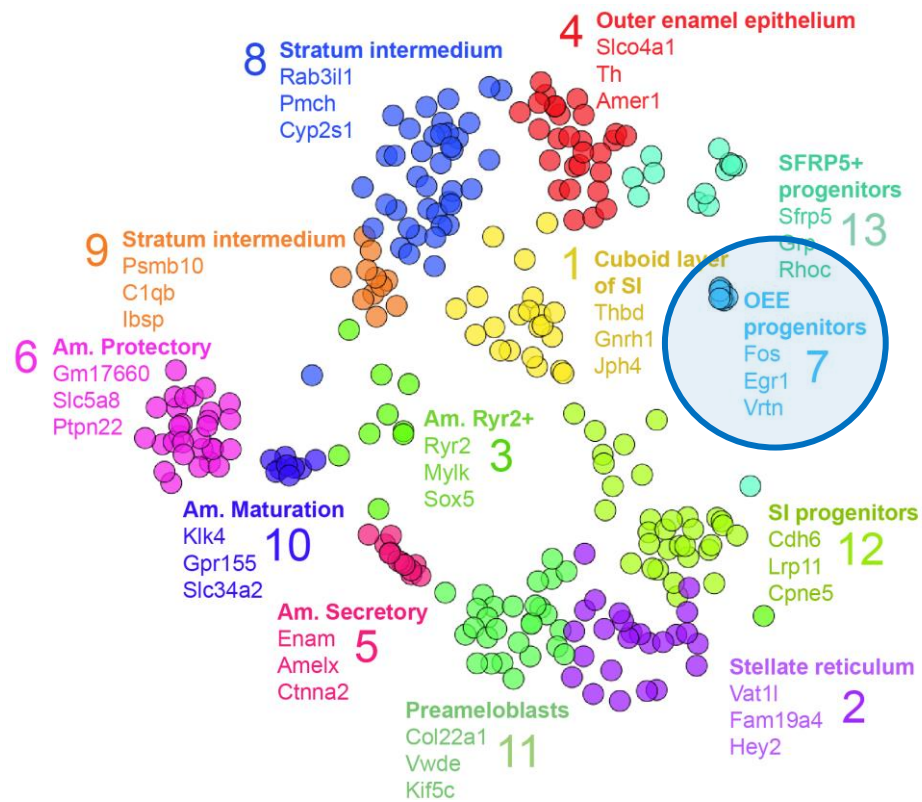 4 Outer enamel epithelium
Slco4a1
Th
Amer1
8 Stratum intermedium
Rab3il1
Pmch
Cyp2s1
SFRP5+
progenitors
Sfrp5
Grp
Rhoc
13
9 Stratum intermedium
Psmb10
C1qb
Ibsp
1 Cuboid layer
of SI
Thbd
Gnrh1
Jph4
OEE
progenitors
Fos
Egr1
Vrtn
7
6 Am. Protectory
Gm17660
Slc5a8
Ptpn22
Am. Ryr2+
Ryr2
Mylk
Sox5
3
Am. Maturation
Klk4
Gpr155
Slc34a2
10
SI progenitors
Cdh6
Lrp11
Cpne5
12
Am. Secretory
Enam
Amelx
Ctnna2
5
Stellate reticulum
Vat1l
Fam19a4
Hey2
2
Preameloblasts
Col22a1
Vwde
Kif5c
11